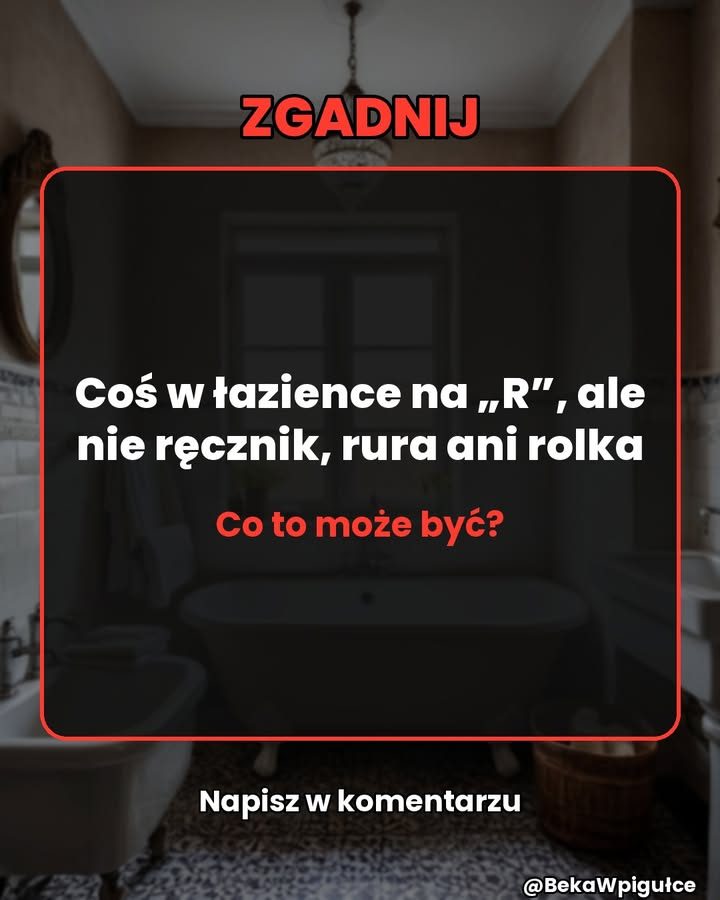 ZGADNIJ
Coś w łazience na „R”, ale
nie ręcznik, rura ani rolka
Co to może być?
Napisz w komentarzu
@BekaWpigułce